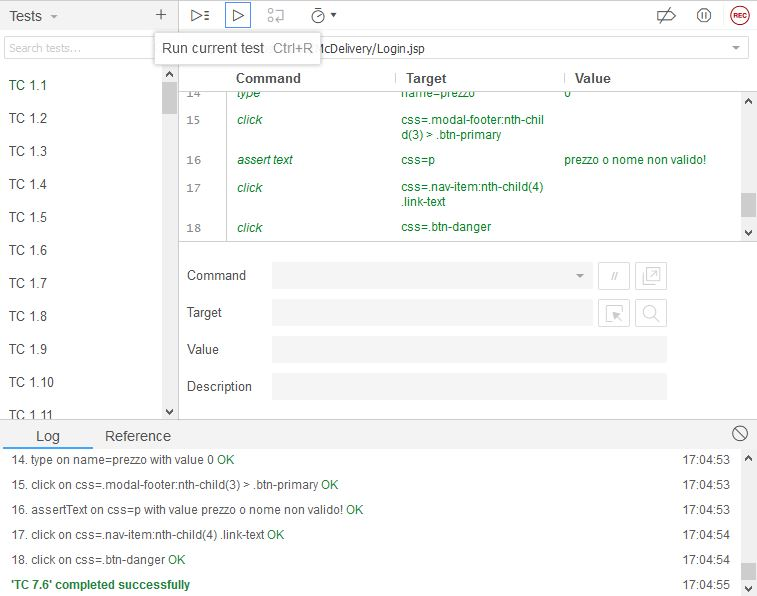 Tests
REC
Search tests...
Run current test Ctrl+R
cDelivery/Login.jsp
Command Target Value
TC 1.1
TC 1.2
TC 1.3
TC 1.4
TC 1.5
TC 1.6
TC 1.7
TC 1.8
TC 1.9
TC 1.10
TC 1.11
14 type name=prezzo 0
15 click css=.modal-footer:nth-chil
d(3) > .btn-primary
16 assert text css=p prezzo o nome non valido!
17 click css=.nav-item:nth-child(4)
.link-text
18 click css=.btn-danger
Command //
Target
Value
Description
Log Reference
14. type on name=prezzo with value 0 OK 17:04:53
15. click on css=.modal-footer:nth-child(3) > .btn-primary OK 17:04:53
16. assertText on css=p with value prezzo o nome non valido! OK 17:04:53
17. click on css=.nav-item:nth-child(4) .link-text OK 17:04:54
18. click on css=.btn-danger OK 17:04:54
'TC 7.6' completed successfully 17:04:55